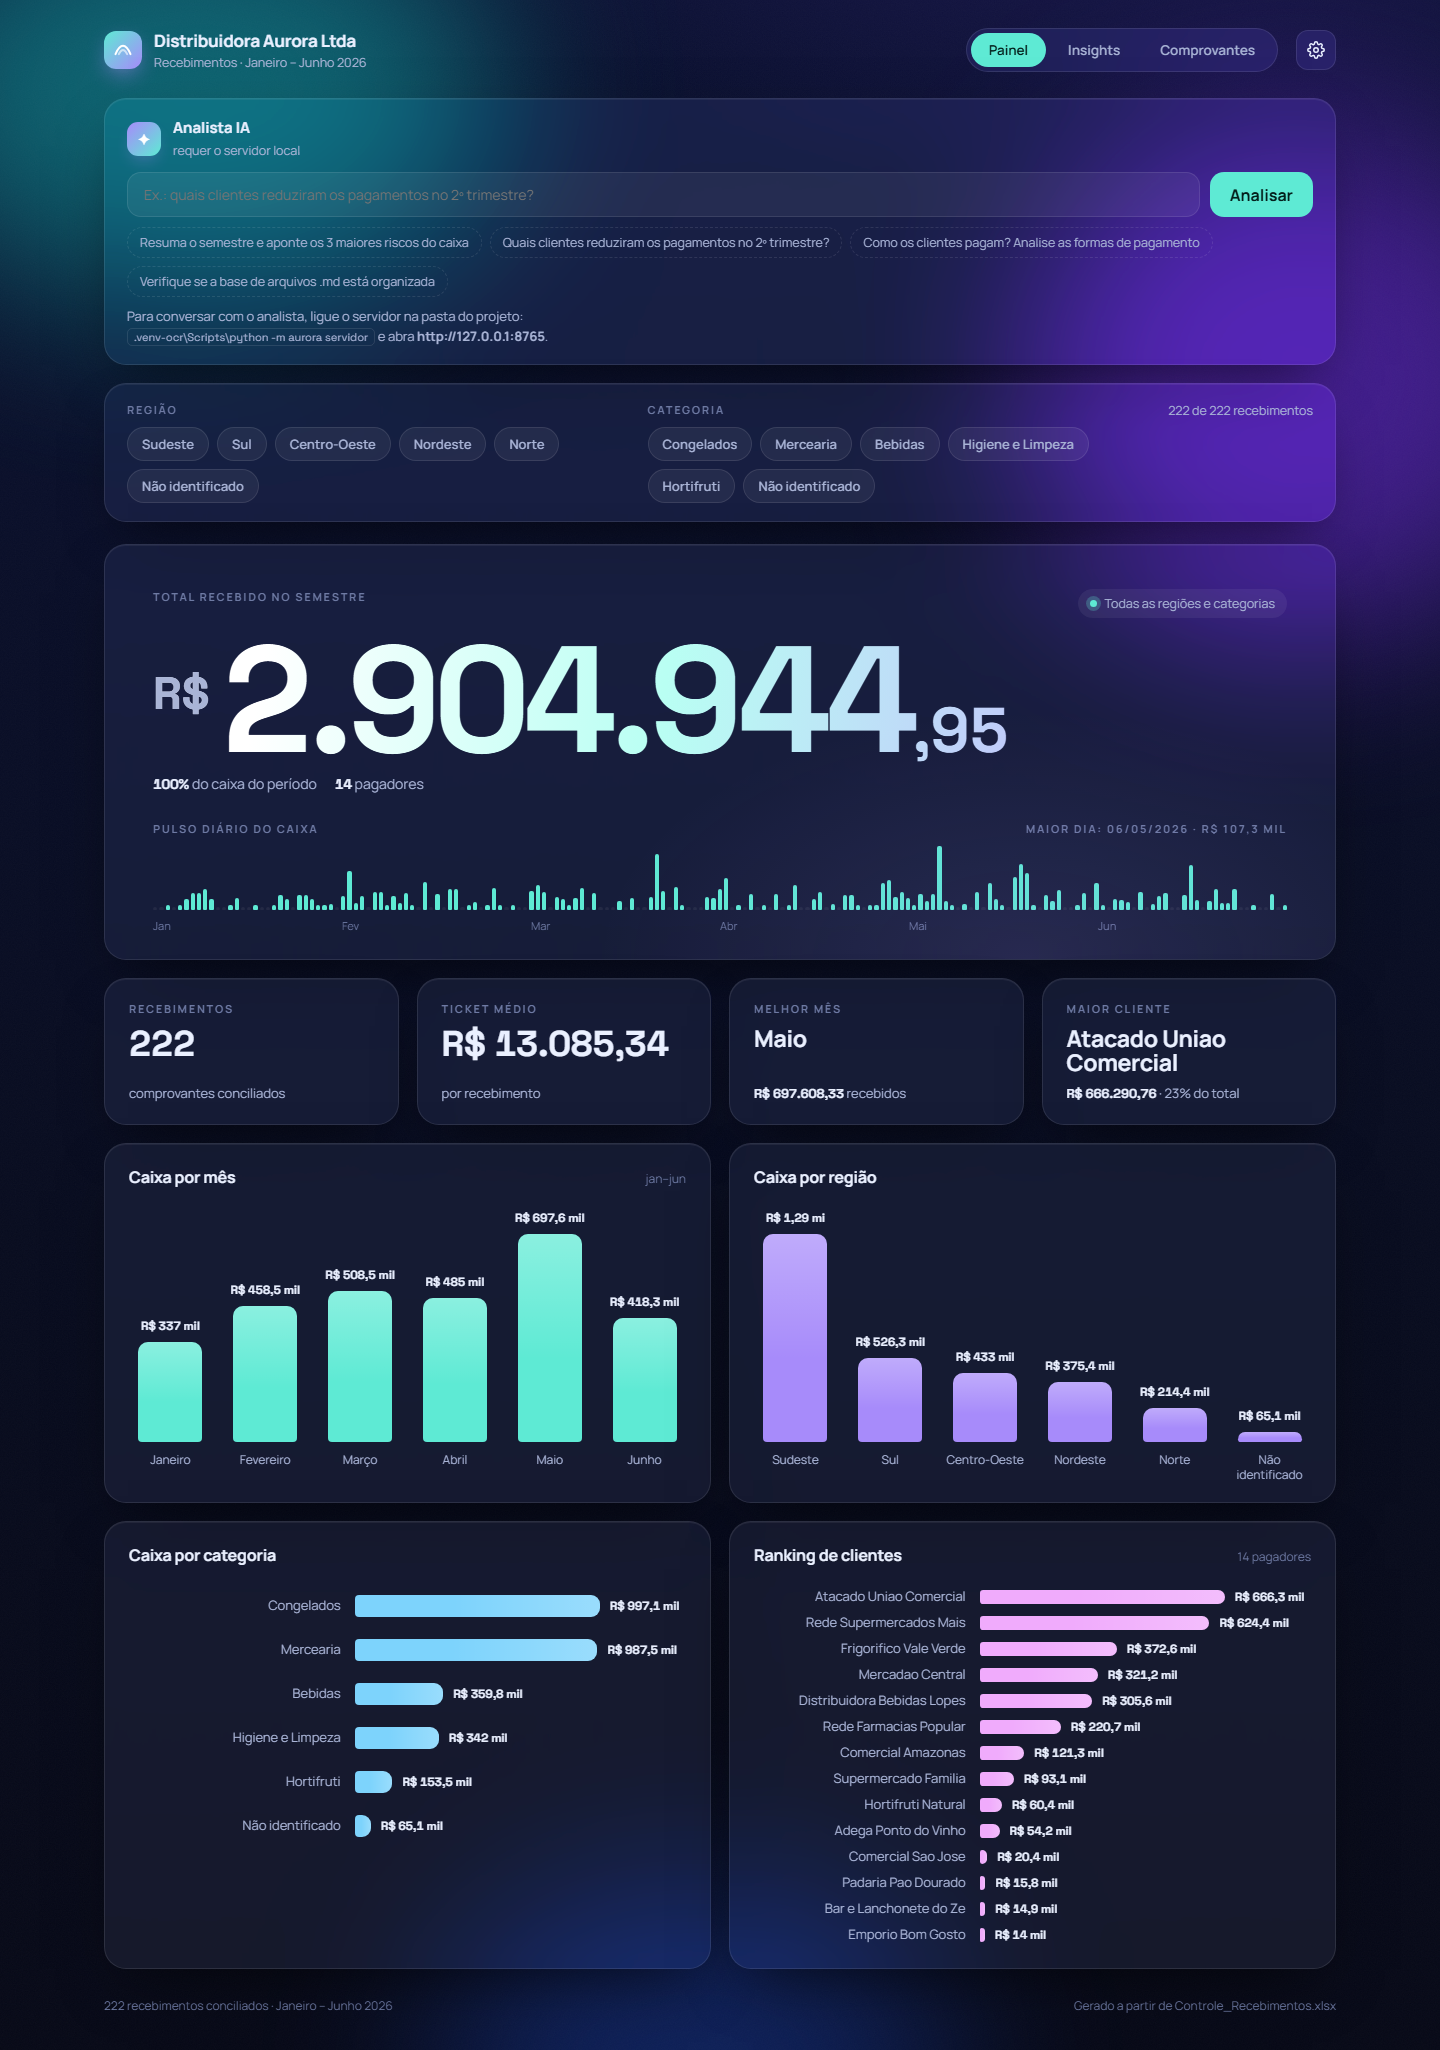 Distribuidora Aurora Ltda
Recebimentos · Janeiro – Junho 2026
Painel
Insights
Comprovantes
Analista IA
requer o servidor local
Ex.: quais clientes reduziram os pagamentos no 2º trimestre?
Analisar
Resuma o semestre e aponte os 3 maiores riscos do caixa
Quais clientes reduziram os pagamentos no 2º trimestre?
Como os clientes pagam? Analise as formas de pagamento
Verifique se a base de arquivos .md está organizada
Para conversar com o analista, ligue o servidor na pasta do projeto:
.venv-ocr\Scripts\python -m aurora servidor e abra http://127.0.0.1:8765.
REGIÃO
Sudeste
Sul
Centro-Oeste
Nordeste
Norte
Não identificado
CATEGORIA
Congelados
Mercearia
Bebidas
Higiene e Limpeza
Hortifruti
Não identificado
222 de 222 recebimentos
TOTAL RECEBIDO NO SEMESTRE
Todas as regiões e categorias
R$ 2.904.944,95
100% do caixa do período
14 pagadores
PULSO DIÁRIO DO CAIXA
MAIOR DIA: 06/05/2026 · R$ 107,3 MIL
Jan
Fev
Mar
Abr
Mai
Jun
RECEBIMENTOS
222
comprovantes conciliados
TICKET MÉDIO
R$ 13.085,34
por recebimento
MELHOR MÊS
Maio
R$ 697.608,33 recebidos
MAIOR CLIENTE
Atacado Uniao
Comercial
R$ 666.290,76 · 23% do total
Caixa por mês
jan–jun
R$ 337 mil
R$ 458,5 mil
R$ 508,5 mil
R$ 485 mil
R$ 697,6 mil
R$ 418,3 mil
Janeiro
Fevereiro
Março
Abril
Maio
Junho
Caixa por região
R$ 1,29 mi
R$ 526,3 mil
R$ 433 mil
R$ 375,4 mil
R$ 214,4 mil
R$ 65,1 mil
Sudeste
Sul
Centro-Oeste
Nordeste
Norte
Não
identificado
Caixa por categoria
Congelados R$ 997,1 mil
Mercearia R$ 987,5 mil
Bebidas R$ 359,8 mil
Higiene e Limpeza R$ 342 mil
Hortifruti R$ 153,5 mil
Não identificado R$ 65,1 mil
Ranking de clientes
14 pagadores
Atacado Uniao Comercial R$ 666,3 mil
Rede Supermercados Mais R$ 624,4 mil
Frigorifico Vale Verde R$ 372,6 mil
Mercadao Central R$ 321,2 mil
Distribuidora Bebidas Lopes R$ 305,6 mil
Rede Farmacias Popular R$ 220,7 mil
Comercial Amazonas R$ 121,3 mil
Supermercado Familia R$ 93,1 mil
Hortifruti Natural R$ 60,4 mil
Adega Ponto do Vinho R$ 54,2 mil
Comercial Sao Jose R$ 20,4 mil
Padaria Pao Dourado R$ 15,8 mil
Bar e Lanchonete do Ze R$ 14,9 mil
Emporio Bom Gosto R$ 14 mil
222 recebimentos conciliados · Janeiro – Junho 2026
Gerado a partir de Controle_Recebimentos.xlsx